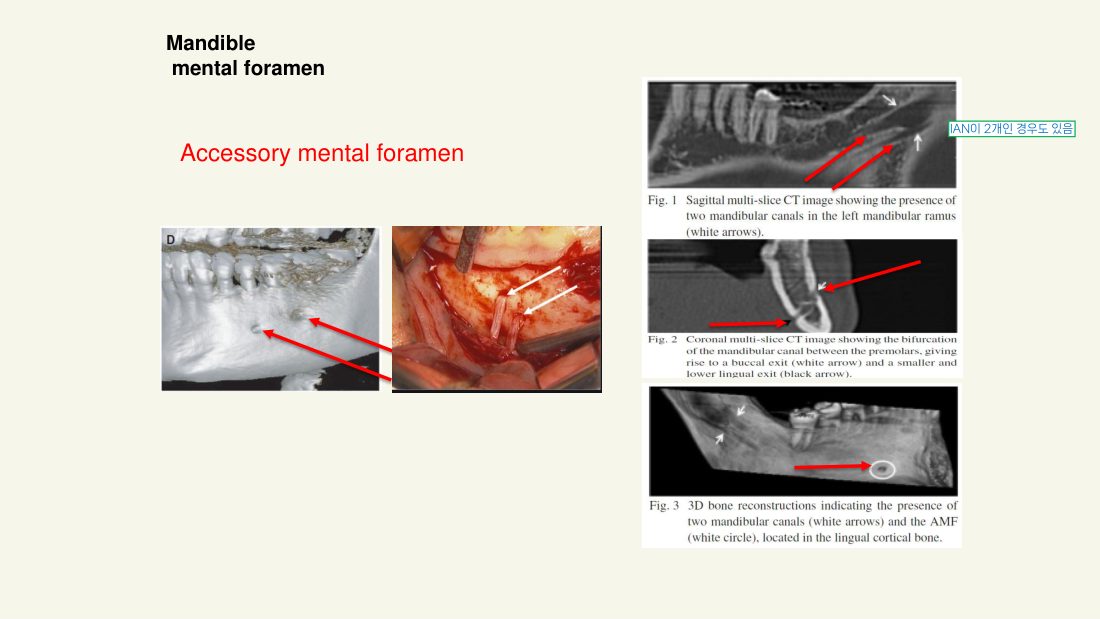 Mandible
mental foramen
Accessory mental foramen
D
IAN이 2개인 경우도 있음
Fig. 1 Sagittal multi-slice CT image showing the presence of
two mandibular canals in the left mandibular ramus
(white arrows).
Fig. 2 Coronal multi-slice CT image showing the bifurcation
of the mandibular canal between the premolars, giving
rise to a buccal exit (white arrow) and a smaller and
lower lingual exit (black arrow).
Fig. 3 3D bone reconstructions indicating the presence of
two mandibular canals (white arrows) and the AMF
(white circle), located in the lingual cortical bone.